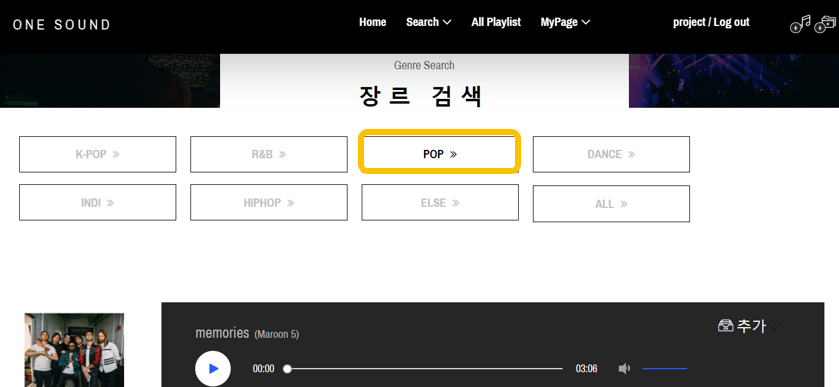 ONE SOUND
Home Search All Playlist MyPage project / Log out
Genre Search
장르 검색
K-POP » R&B » POP » DANCE »
INDI » HIPHOP » ELSE » ALL »
추가
memories (Maroon 5)
00:00 03:06